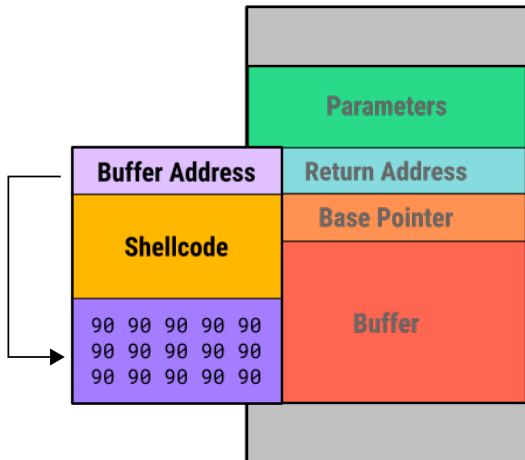 Parameters
Buffer Address
Return Address
Shellcode
Base Pointer
90 90 90 90 90
90 90 90 90 90
90 90 90 90 90
Buffer